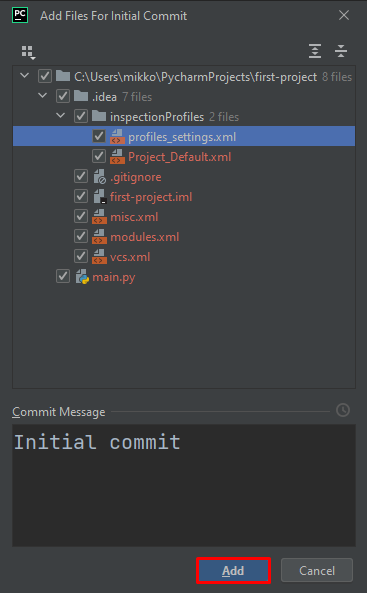 PC Add Files For Initial Commit
C:\Users\mikko\PycharmProjects\first-project 8 files
.idea 7 files
inspectionProfiles 2 files
profiles_settings.xml
Project_Default.xml
.gitignore
first-project.iml
misc.xml
modules.xml
vcs.xml
main.py
Commit Message
Initial commit
Add Cancel